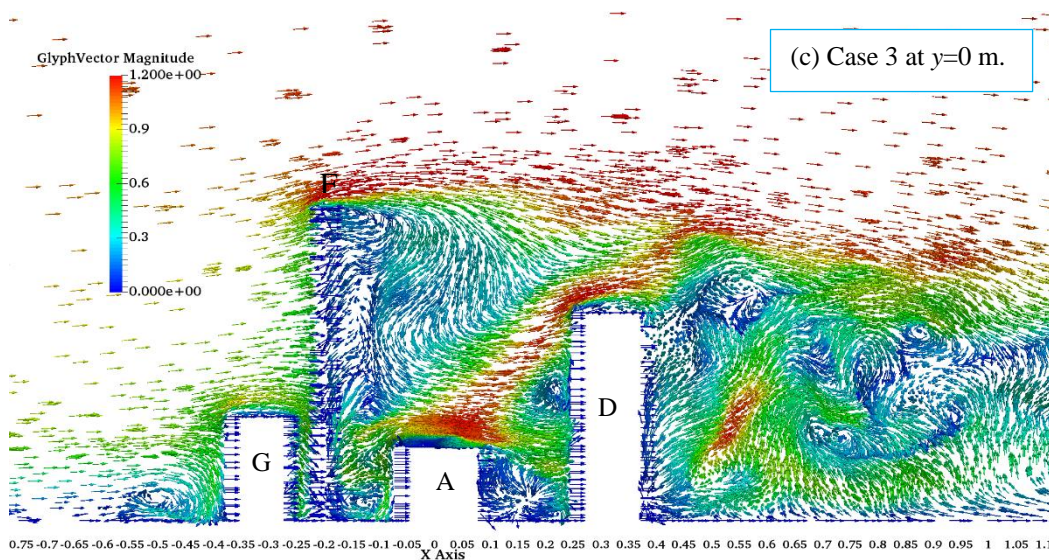 GlyphVector Magnitude
1.200e+00
0.9
0.6
0.3
0.000e+00
(c) Case 3 at y=0 m.
F
G
A
D
0.75 -0.7 -0.65 -0.6 -0.55 -0.5 -0.45 -0.4 -0.35 -0.3 -0.25 -0.2 -0.15 -0.1 -0.05 0 0.05 0.1 0.15 0.2 0.25 0.3 0.35 0.4 0.45 0.5 0.55 0.6 0.65 0.7 0.75 0.8 0.85 0.9 0.95 1 1.05 1.1
X Axis